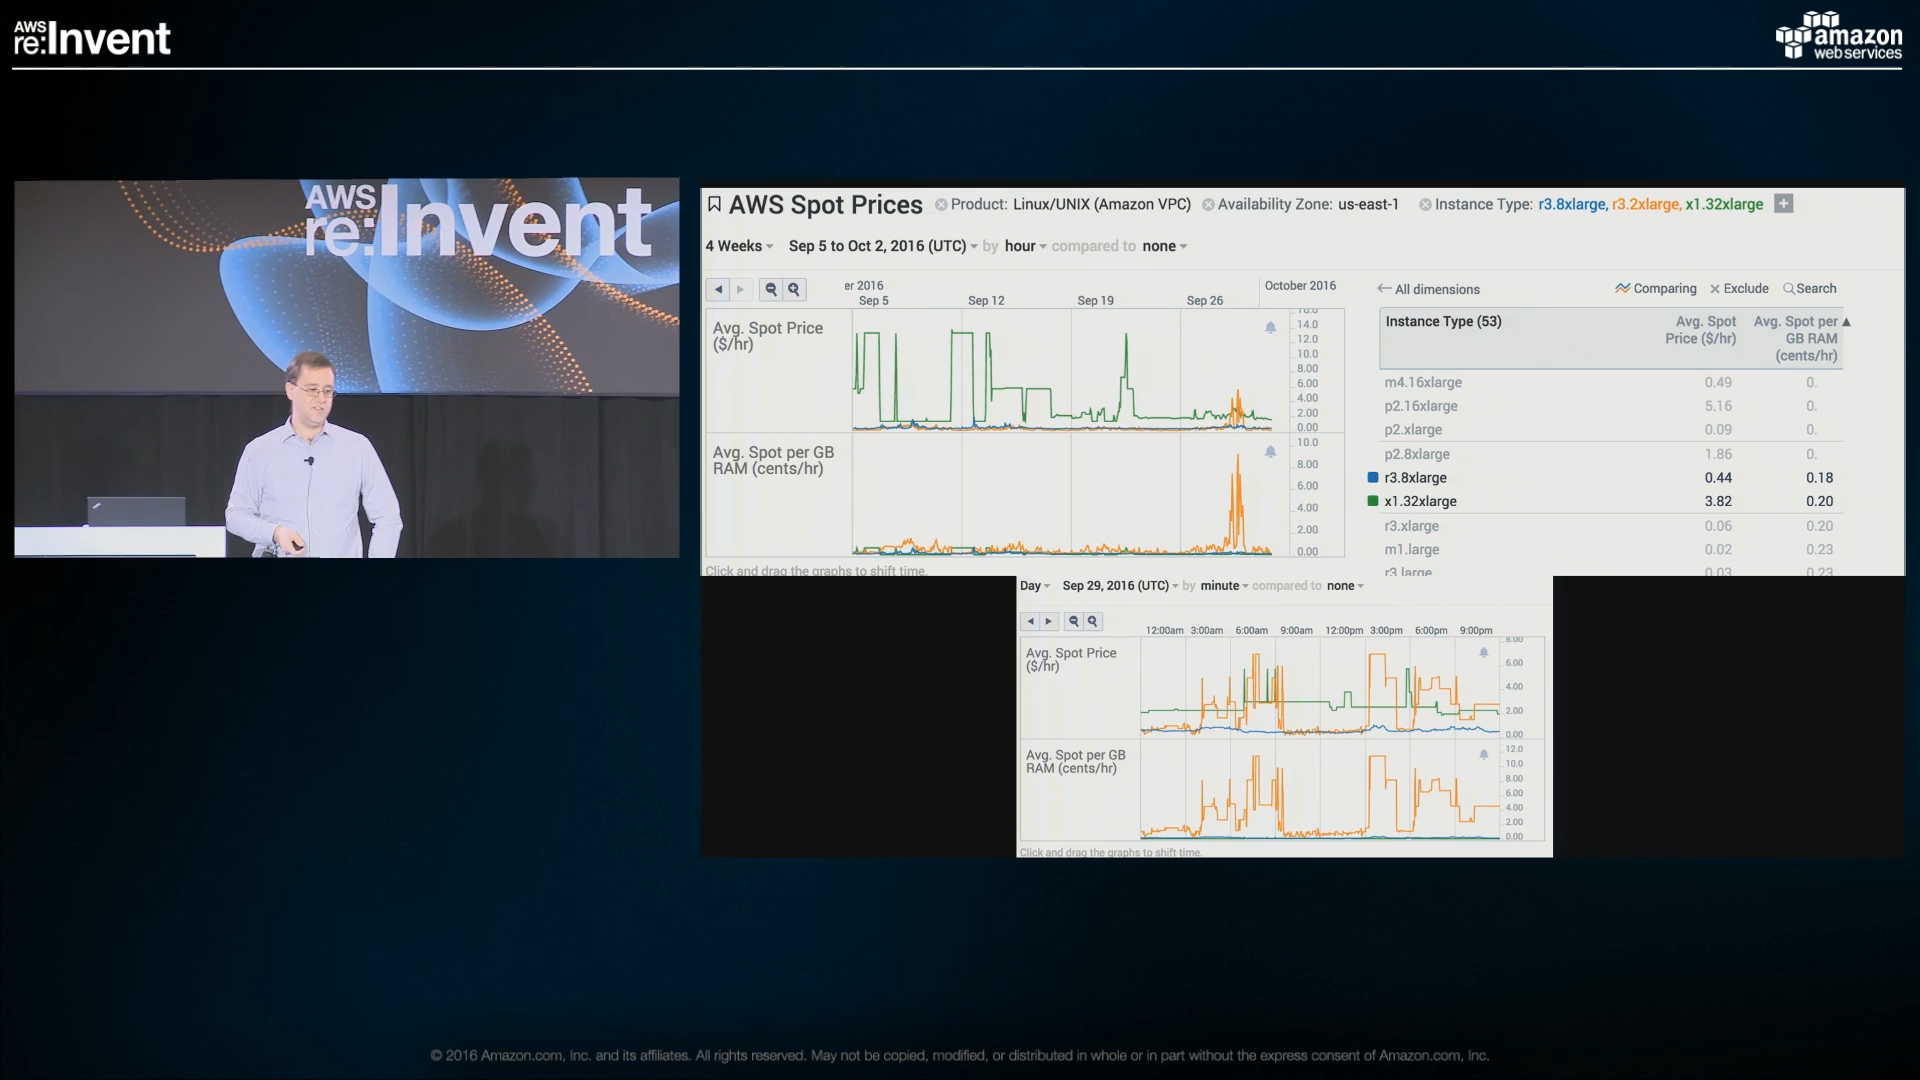 AWS
re:Invent
amazon
web services
AWS
re:Invent
AWS Spot Prices Product: Linux/UNIX (Amazon VPC) Availability Zone: us-east-1 Instance Type: r3.8xlarge, r3.2xlarge, x1.32xlarge +
4 Weeks Sep 5 to Oct 2, 2016 (UTC) by hour compared to none
er 2016 October 2016
Sep 5 Sep 12 Sep 19 Sep 26
Avg. Spot Price
($/hr)
16.0
14.0
12.0
10.0
8.00
6.00
4.00
2.00
0.00
Avg. Spot per GB
RAM (cents/hr)
10.0
8.00
6.00
4.00
2.00
0.00
Click and drag the graphs to shift time.
All dimensions Comparing Exclude Search
Instance Type (53) Avg. Spot Price ($/hr) Avg. Spot per GB RAM (cents/hr)
m4.16xlarge 0.49 0.
p2.16xlarge 5.16 0.
p2.xlarge 0.09 0.
p2.8xlarge 1.86 0.
r3.8xlarge 0.44 0.18
x1.32xlarge 3.82 0.20
r3.xlarge 0.06 0.20
m1.large 0.02 0.23
r3.large 0.03 0.23
Day Sep 29, 2016 (UTC) by minute compared to none
12:00am 3:00am 6:00am 9:00am 12:00pm 3:00pm 6:00pm 9:00pm
Avg. Spot Price
($/hr)
8.00
6.00
4.00
2.00
0.00
Avg. Spot per GB
RAM (cents/hr)
12.0
10.0
8.00
6.00
4.00
2.00
0.00
Click and drag the graphs to shift time.
© 2016 Amazon.com, Inc. and its affiliates. All rights reserved. May not be copied, modified, or distributed in whole or in part without the express consent of Amazon.com, Inc.